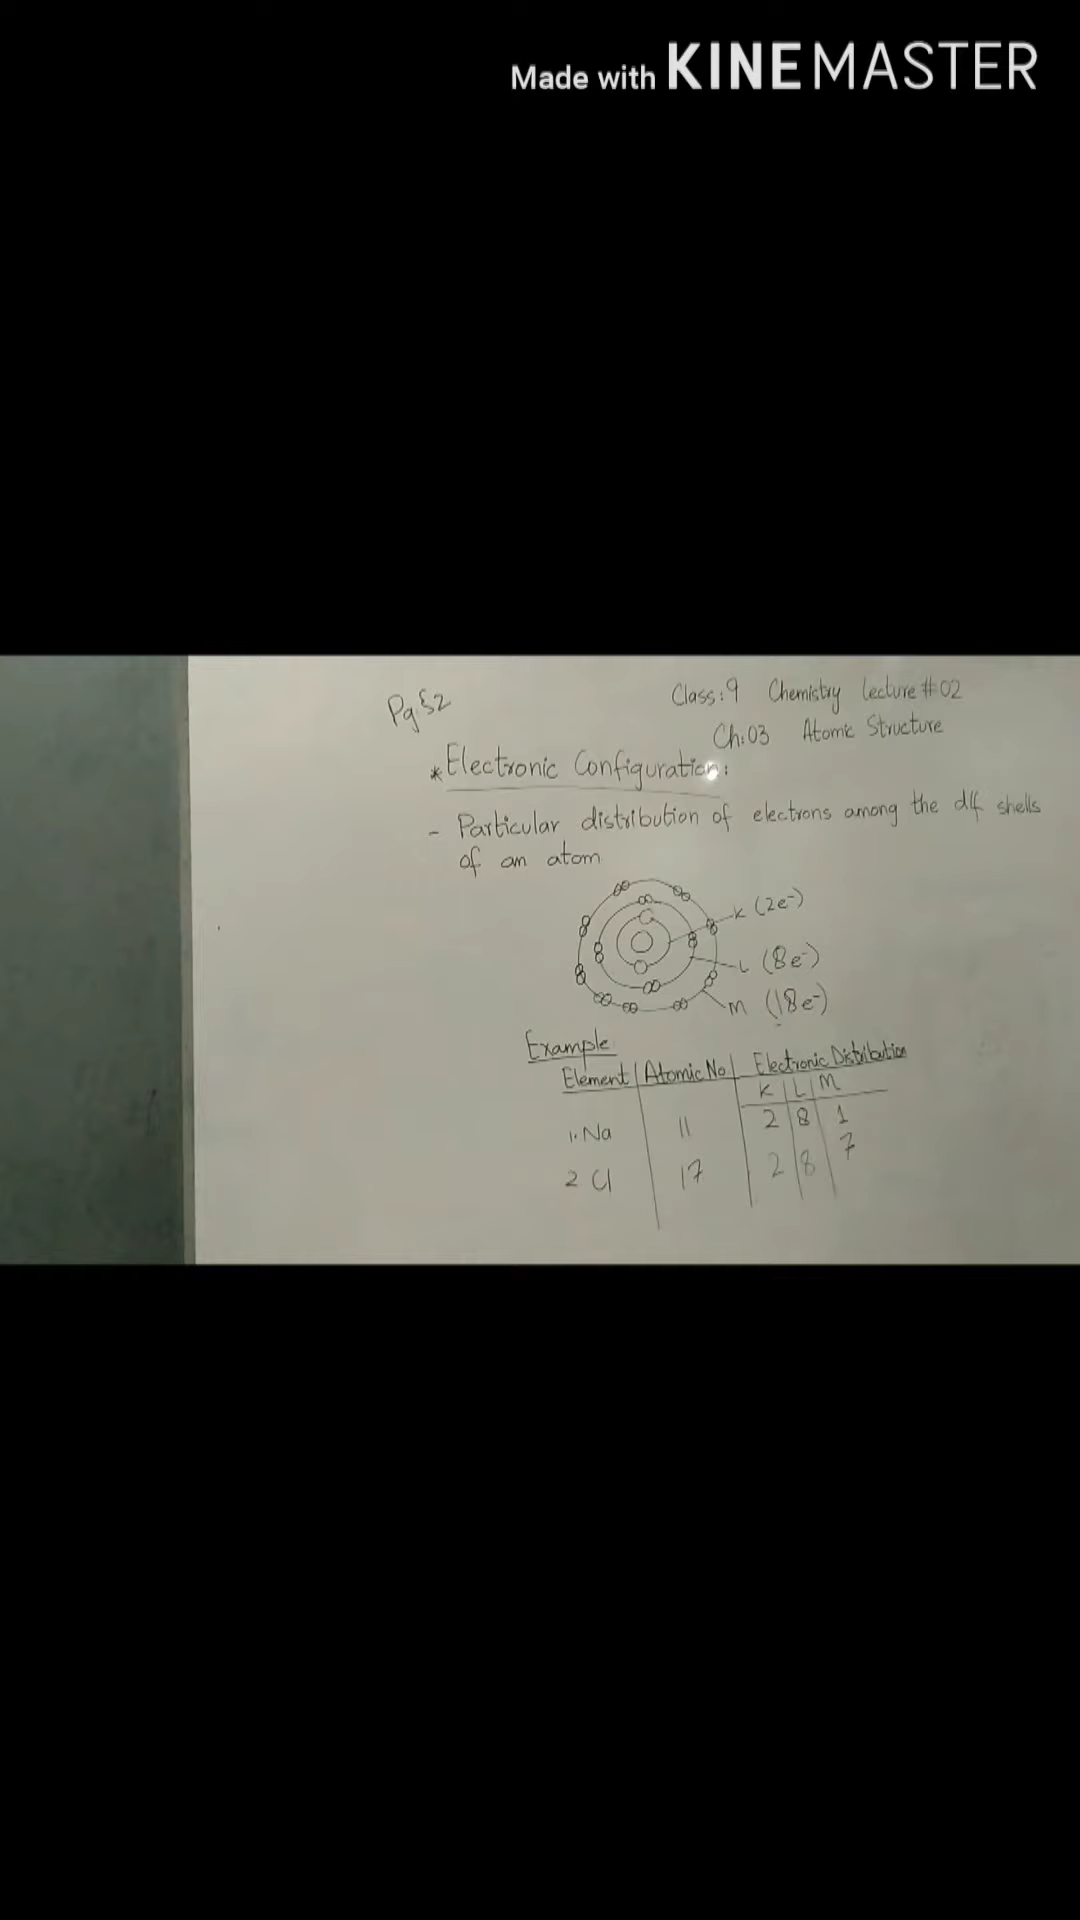 Made with KINEMASTER
Pg.52
Class: 9 Chemistry Lecture # 02
Ch: 03 Atomic Structure
* Electronic Configuration:
- Particular distribution of electrons among the d/f shells
of an atom
K (2e⁻)
L (8e⁻)
M (18e⁻)
Example
Element Atomic No. Electronic Distribution
K L M
1. Na 11 2 8 1
2 Cl 17 2 8 7